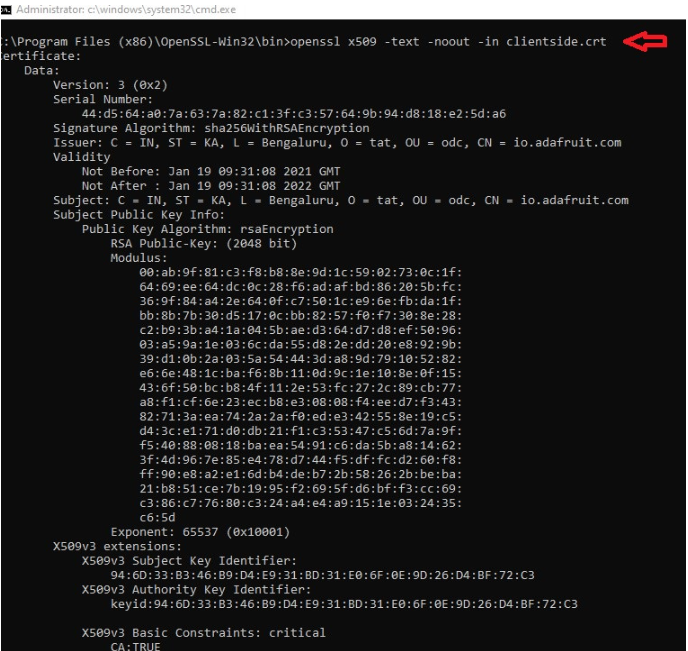 Administrator: c:\windows\system32\cmd.exe
:\Program Files (x86)\OpenSSL-Win32\bin>openssl x509 -text -noout -in clientside.crt
ertificate:
Data:
Version: 3 (0x2)
Serial Number:
44:d5:64:a0:7a:63:7a:82:c1:3f:c3:57:64:9b:94:d8:18:e2:5d:a6
Signature Algorithm: sha256WithRSAEncryption
Issuer: C = IN, ST = KA, L = Bengaluru, O = tat, OU = odc, CN = io.adafruit.com
Validity
Not Before: Jan 19 09:31:08 2021 GMT
Not After : Jan 19 09:31:08 2022 GMT
Subject: C = IN, ST = KA, L = Bengaluru, O = tat, OU = odc, CN = io.adafruit.com
Subject Public Key Info:
Public Key Algorithm: rsaEncryption
RSA Public-Key: (2048 bit)
Modulus:
00:ab:9f:81:c3:f8:b8:8e:9d:1c:59:02:73:0c:1f:
64:69:ee:64:dc:0c:28:f6:ad:af:bd:86:20:5b:fc:
36:9f:84:a4:2e:64:0f:c7:50:1c:e9:6e:fb:da:1f:
bb:8b:7b:30:d5:17:0c:bb:82:57:f0:f7:30:8e:28:
c2:b9:3b:a4:1a:04:5b:ae:d3:64:d7:d8:ef:50:96:
03:a5:9a:1e:03:6c:da:55:d8:2e:dd:20:e8:92:9b:
39:d1:0b:2a:03:5a:54:44:3d:a8:9d:79:10:52:82:
e6:6e:48:1c:ba:f6:8b:11:0d:9c:1e:10:8e:0f:15:
43:6f:50:bc:b8:4f:11:2e:53:fc:27:2c:89:cb:77:
a8:f1:cf:6e:23:ec:b8:e3:08:08:f4:ee:d7:f3:43:
82:71:3a:ea:74:2a:2a:f0:ed:e3:42:55:8e:19:c5:
d4:3c:e1:71:d0:db:21:f1:c3:53:47:c5:6d:7a:9f:
f5:40:88:08:18:ba:ea:54:91:c6:da:5b:a8:14:62:
3f:4d:96:7e:85:e4:78:d7:44:f5:df:fc:d2:60:f8:
ff:90:e8:a2:e1:6d:b4:de:b7:2b:58:26:2b:be:ba:
21:b8:51:ce:7b:19:95:f2:69:5f:d6:bf:f3:cc:69:
c3:86:c7:76:80:c3:24:a4:e4:a9:15:1e:03:24:35:
c6:5d
Exponent: 65537 (0x10001)
X509v3 extensions:
X509v3 Subject Key Identifier:
94:6D:33:B3:46:B9:D4:E9:31:BD:31:E0:6F:0E:9D:26:D4:BF:72:C3
X509v3 Authority Key Identifier:
keyid:94:6D:33:B3:46:B9:D4:E9:31:BD:31:E0:6F:0E:9D:26:D4:BF:72:C3
X509v3 Basic Constraints: critical
CA:TRUE